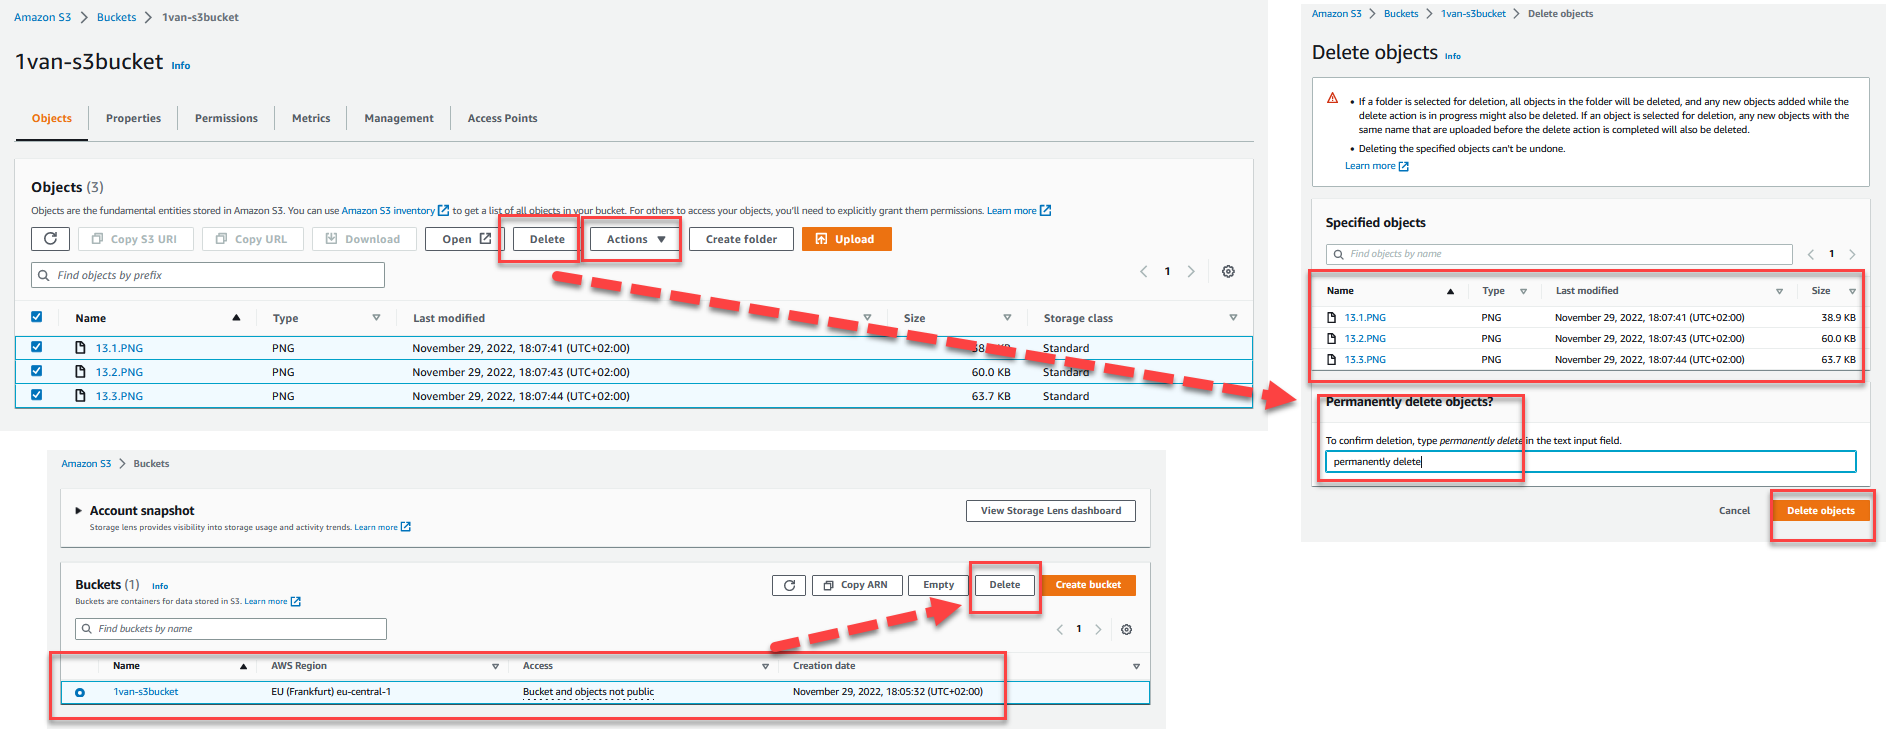 Amazon S3 > Buckets > 1van-s3bucket
1van-s3bucket Info
Objects Properties Permissions Metrics Management Access Points
Objects (3)
Objects are the fundamental entities stored in Amazon S3. You can use Amazon S3 inventory to get a list of all objects in your bucket. For others to access your objects, you'll need to explicitly grant them permissions. Learn more
Copy S3 URI Copy URL Download Open Delete Actions Create folder Upload
Find objects by prefix
1
Name Type Last modified Size Storage class
13.1.PNG PNG November 29, 2022, 18:07:41 (UTC+02:00) Standard
13.2.PNG PNG November 29, 2022, 18:07:43 (UTC+02:00) 60.0 KB Standard
13.3.PNG PNG November 29, 2022, 18:07:44 (UTC+02:00) 63.7 KB Standard
Amazon S3 > Buckets
Account snapshot
View Storage Lens dashboard
Storage lens provides visibility into storage usage and activity trends. Learn more
Buckets (1) Info
Copy ARN Empty Delete Create bucket
Buckets are containers for data stored in S3. Learn more
Find buckets by name
1
Name AWS Region Access Creation date
1van-s3bucket EU (Frankfurt) eu-central-1 Bucket and objects not public November 29, 2022, 18:05:32 (UTC+02:00)
Amazon S3 > Buckets > 1van-s3bucket > Delete objects
Delete objects Info
• If a folder is selected for deletion, all objects in the folder will be deleted, and any new objects added while the
delete action is in progress might also be deleted. If an object is selected for deletion, any new objects with the
same name that are uploaded before the delete action is completed will also be deleted.
• Deleting the specified objects can't be undone.
Learn more
Specified objects
Find objects by name
1
Name Type Last modified Size
13.1.PNG PNG November 29, 2022, 18:07:41 (UTC+02:00) 38.9 KB
13.2.PNG PNG November 29, 2022, 18:07:43 (UTC+02:00) 60.0 KB
13.3.PNG PNG November 29, 2022, 18:07:44 (UTC+02:00) 63.7 KB
Permanently delete objects?
To confirm deletion, type permanently delete in the text input field.
permanently delete
Cancel Delete objects